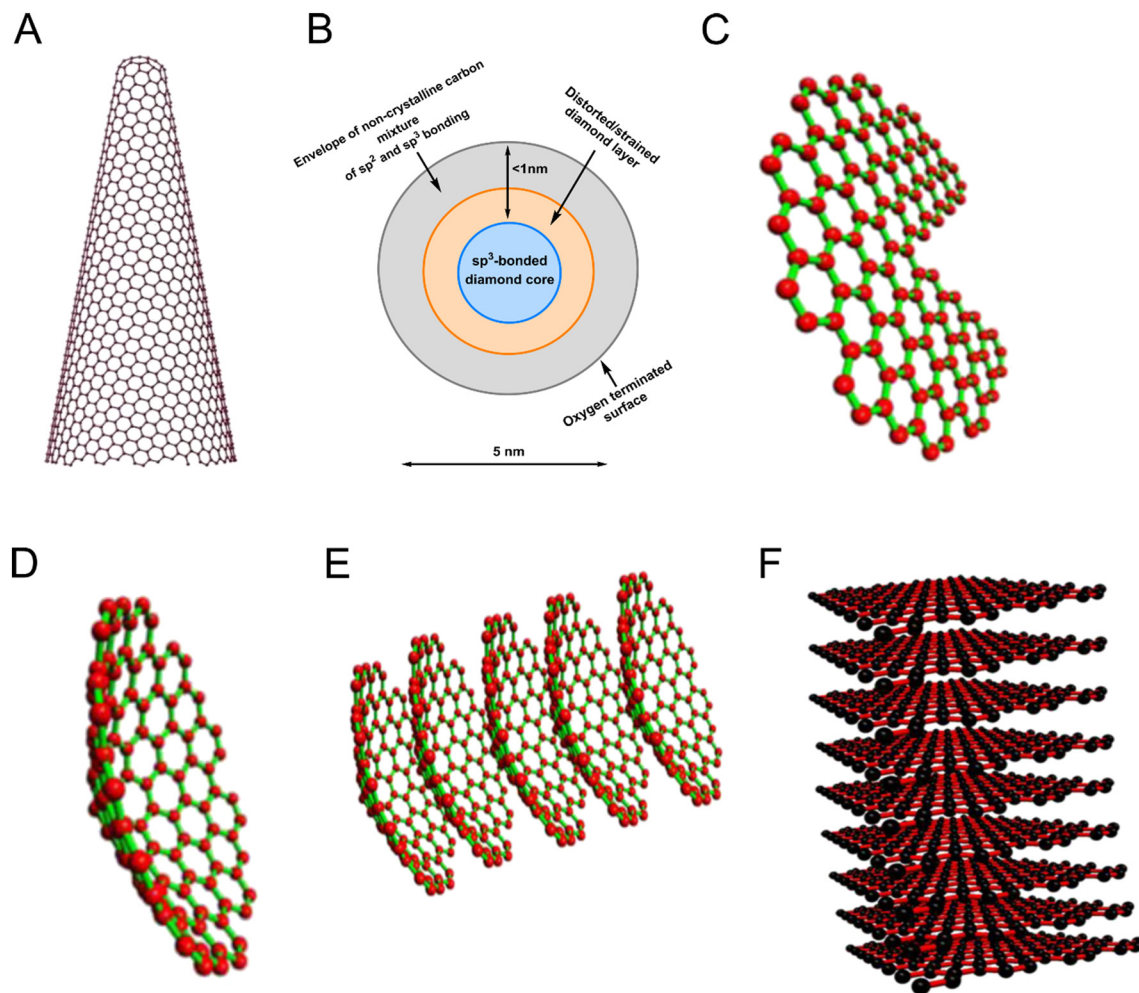 A
B
C
Envelope of non-crystalline carbon
mixture
of sp² and sp³ bonding
Distorted/strained
diamond layer
<1nm
sp³-bonded
diamond core
Oxygen terminated
surface
5 nm
D
E
F